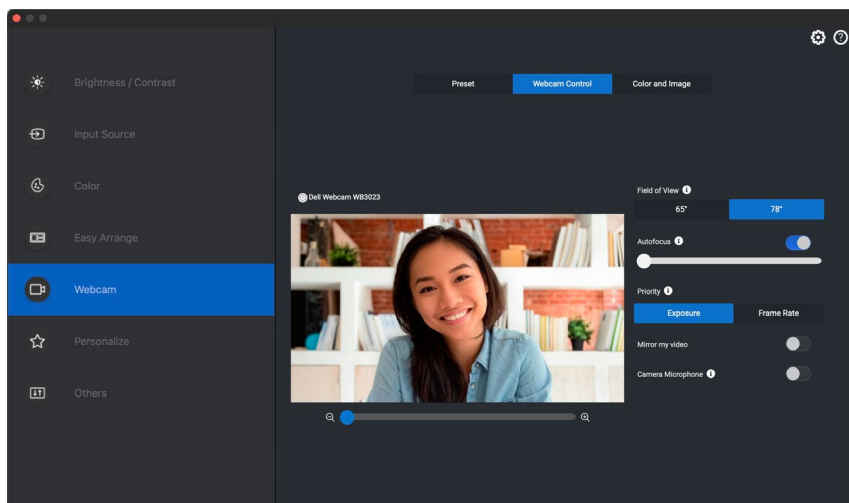 Brightness / Contrast
Input Source
Color
Easy Arrange
Webcam
Personalize
Others
Preset
Webcam Control
Color and Image
Dell Webcam WB3023
Field of View
65°
78°
Autofocus
Priority
Exposure
Frame Rate
Mirror my video
Camera Microphone